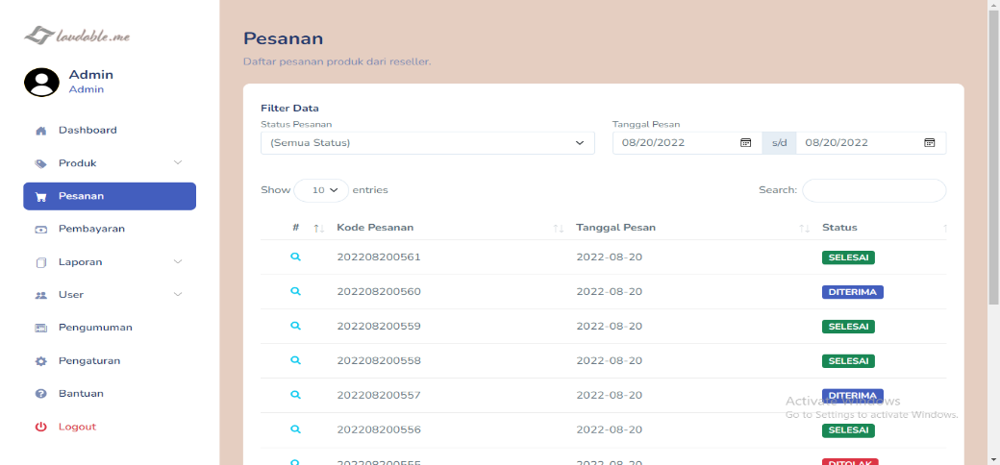 laudable.me
Admin
Admin
Dashboard
Produk
Pesanan
Pembayaran
Laporan
User
Pengumuman
Pengaturan
Bantuan
Logout
Pesanan
Daftar pesanan produk dari reseller.
Filter Data
Status Pesanan
(Semua Status)
Tanggal Pesan
08/20/2022 s/d 08/20/2022
Show 10 entries
Search:
# Kode Pesanan Tanggal Pesan Status
202208200561 2022-08-20 SELESAI
202208200560 2022-08-20 DITERIMA
202208200559 2022-08-20 SELESAI
202208200558 2022-08-20 SELESAI
202208200557 2022-08-20 DITERIMA
202208200556 2022-08-20 SELESAI
202208200555 2022-08-20 DITOLAK
Activate Windows
Go to Settings to activate Windows.